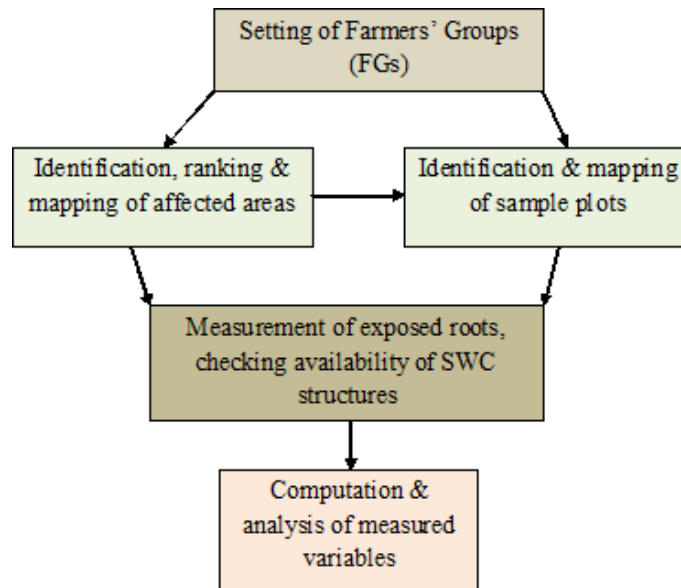 Setting of Farmers’ Groups
(FGs)
Identification, ranking &
mapping of affected areas
Identification & mapping
of sample plots
Measurement of exposed roots,
checking availability of SWC
structures
Computation &
analysis of measured
variables